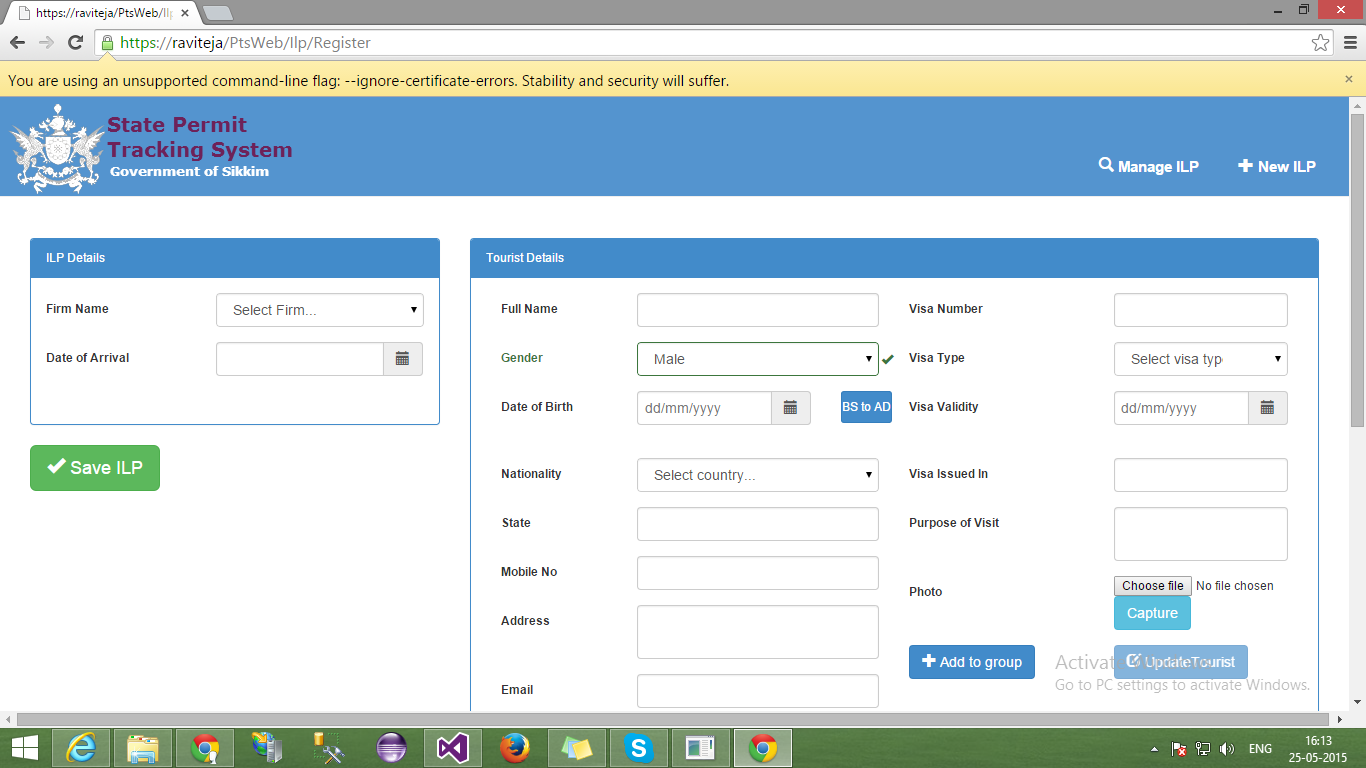 https://raviteja/PtsWeb/Ilp
https://raviteja/PtsWeb/Ilp/Register
You are using an unsupported command-line flag: --ignore-certificate-errors. Stability and security will suffer.
State Permit
Tracking System
Government of Sikkim
Manage ILP
New ILP
ILP Details
Firm Name
Select Firm...
Date of Arrival
Save ILP
Tourist Details
Full Name
Visa Number
Gender
Male
Visa Type
Select visa typ
Date of Birth
dd/mm/yyyy
BS to AD
Visa Validity
dd/mm/yyyy
Nationality
Select country...
Visa Issued In
State
Purpose of Visit
Mobile No
Photo
Choose file No file chosen
Capture
Address
Add to group
UpdateTourist
Email
Activate Windows
Go to PC settings to activate Windows.
ENG
16:13
25-05-2015